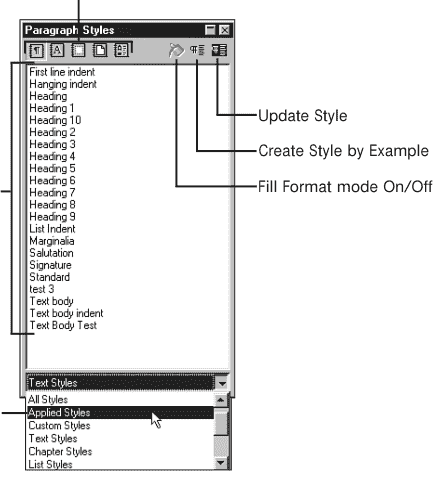 Paragraph Styles
First line indent
Hanging indent
Heading
Heading 1
Heading 10
Heading 2
Heading 3
Heading 4
Heading 5
Heading 6
Heading 7
Heading 8
Heading 9
List Indent
Marginalia
Salutation
Signature
Standard
test 3
Text body
Text body indent
Text Body Test
Text Styles
All Styles
Applied Styles
Custom Styles
Text Styles
Chapter Styles
List Styles
Update Style
Create Style by Example
Fill Format mode On/Off